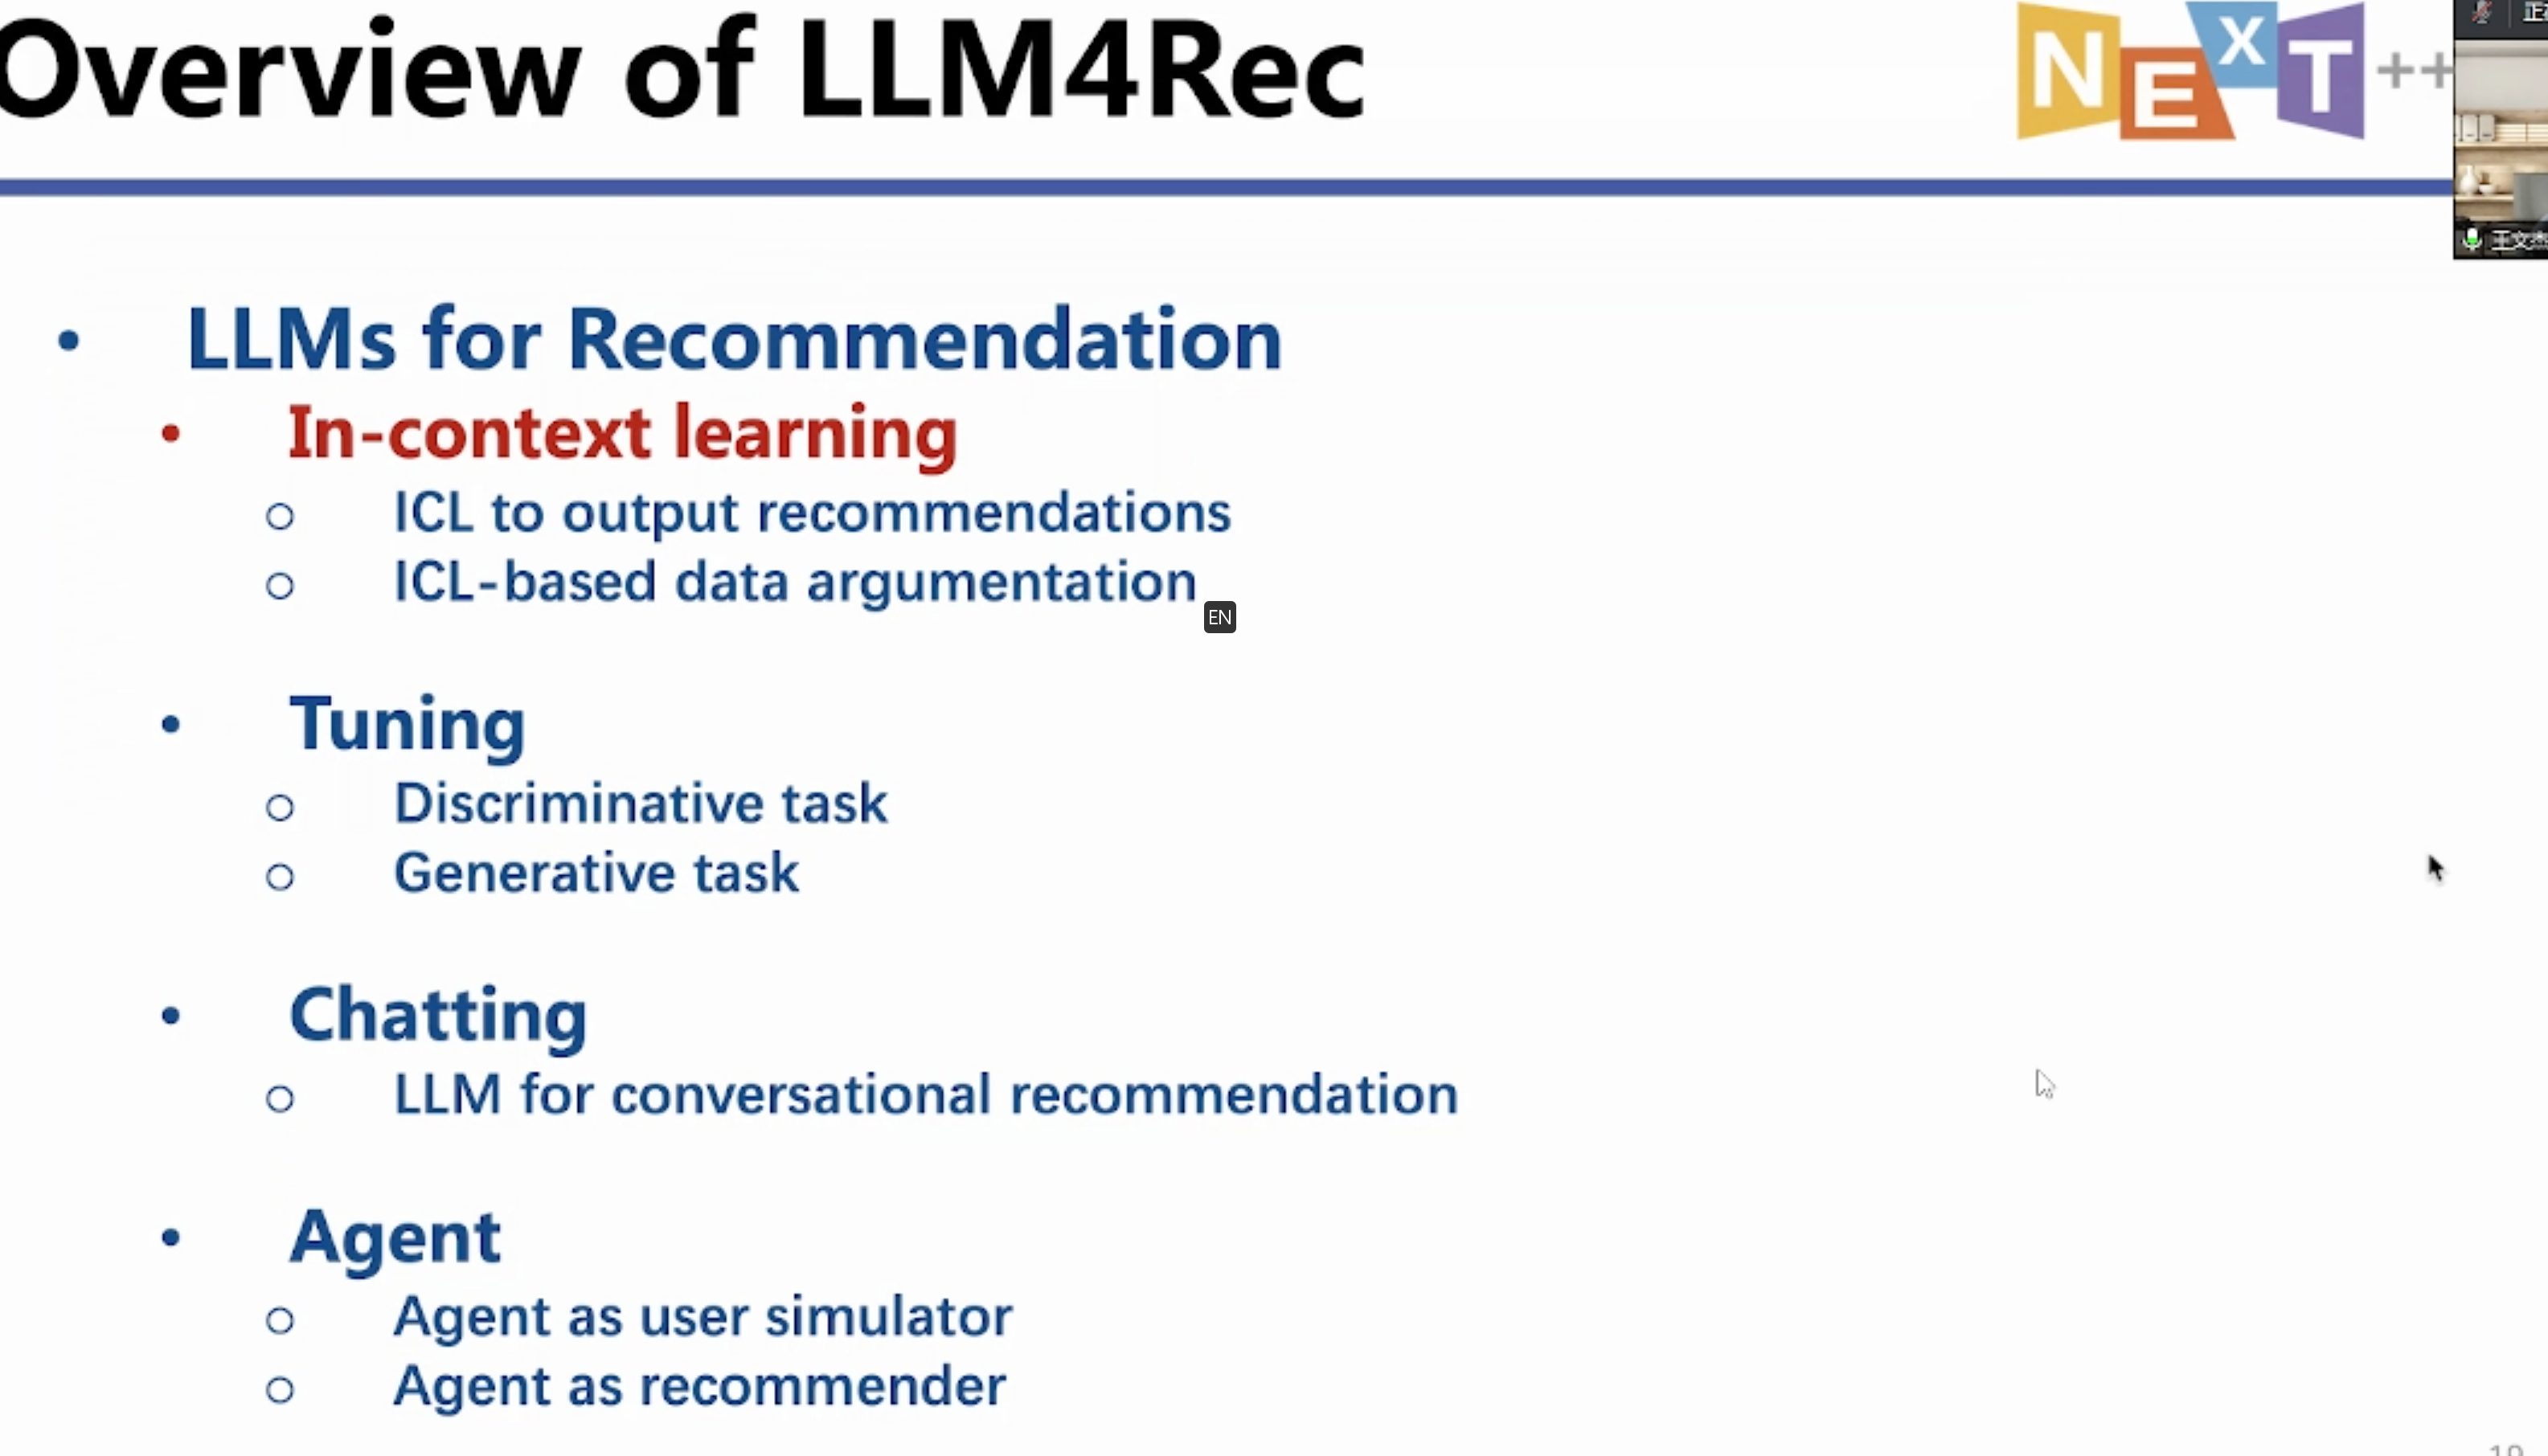 Overview of LLM4Rec
NExT++
LLMs for Recommendation
In-context learning
ICL to output recommendations
ICL-based data argumentation
EN
Tuning
Discriminative task
Generative task
Chatting
LLM for conversational recommendation
Agent
Agent as user simulator
Agent as recommender